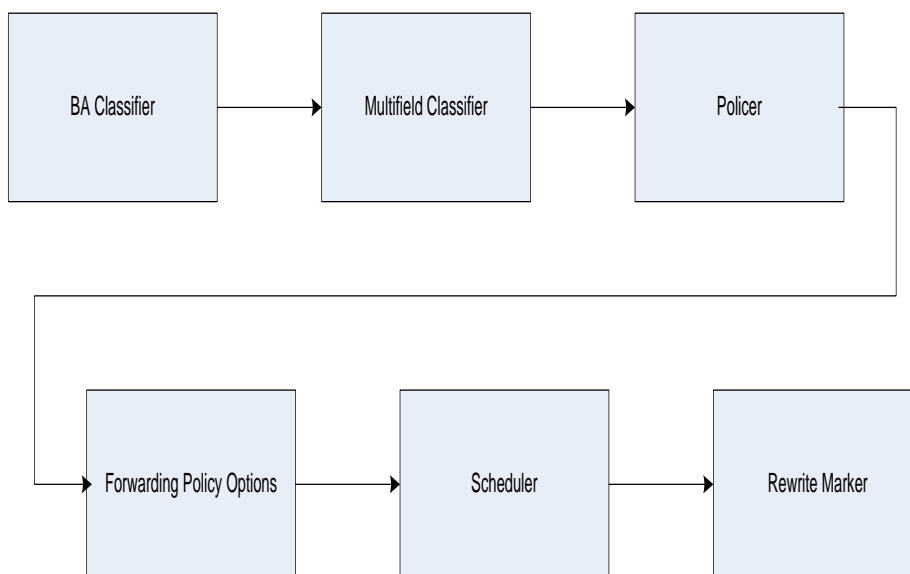 BA Classifier
Multifield Classifier
Policer
Forwarding Policy Options
Scheduler
Rewrite Marker